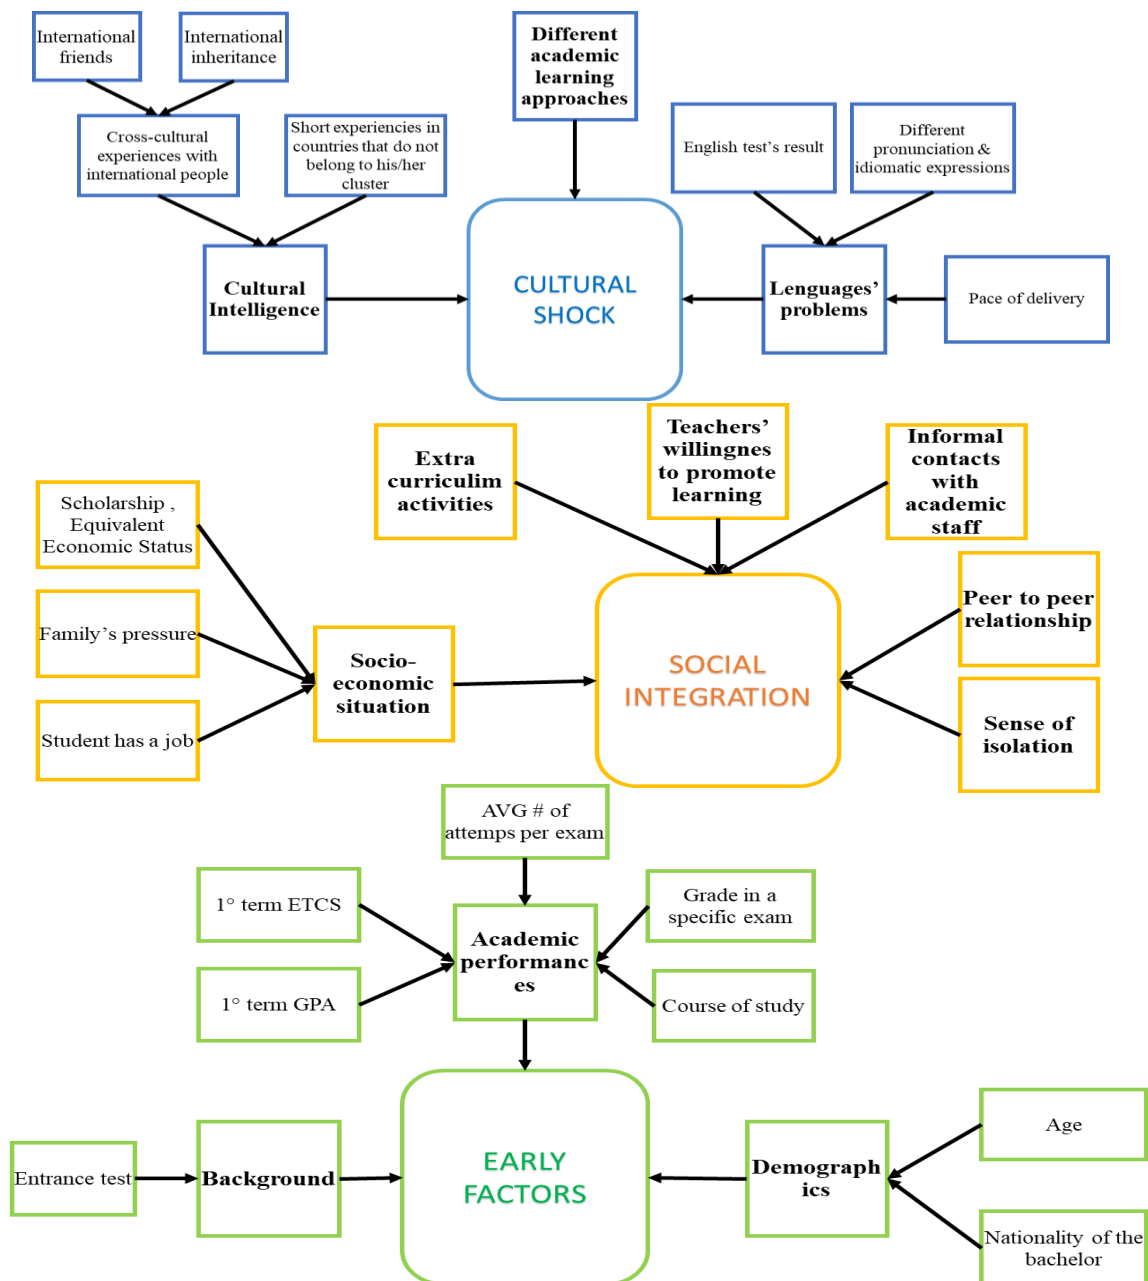 International
friends
International
inheritance
Different
academic
learning
approaches
Cross-cultural
experiences with
international people
Short experiencies in
countries that do not
belong to his/her
cluster
English test's result
Different
pronunciation &
idiomatic expressions
Cultural
Intelligence
CULTURAL
SHOCK
Lenguages'
problems
Pace of delivery
Extra
curriculim
activities
Teachers'
willingnes
to promote
learning
Informal
contacts
with
academic
staff
Scholarship ,
Equivalent
Economic Status
Family's pressure
Student has a job
Socio-
economic
situation
SOCIAL
INTEGRATION
Peer to peer
relationship
Sense of
isolation
AVG # of
attemps per exam
1° term ETCS
Grade in a
specific exam
Academic
performanc
es
1° term GPA
Course of study
Entrance test
Background
EARLY
FACTORS
Demograph
ics
Age
Nationality of the
bachelor